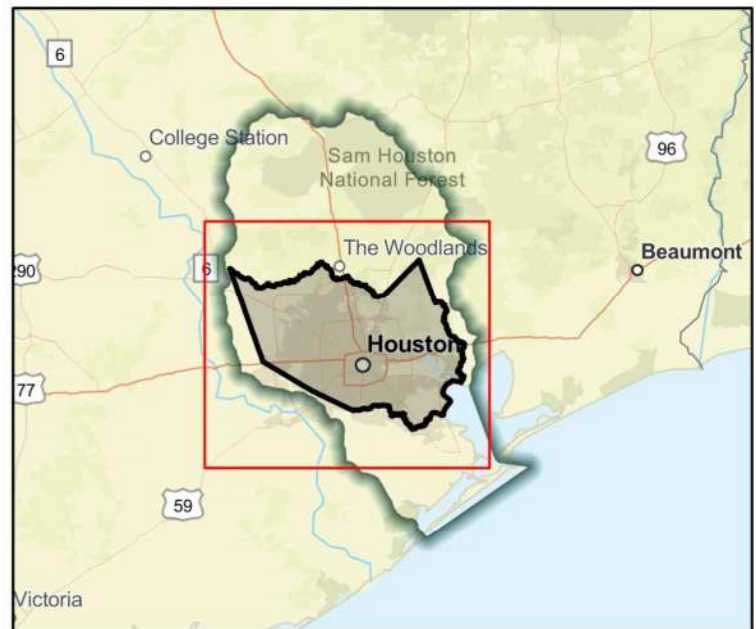 6
College Station
Sam Houston
National Forest
96
The Woodlands
6
290
Beaumont
Houston
77
59
Victoria